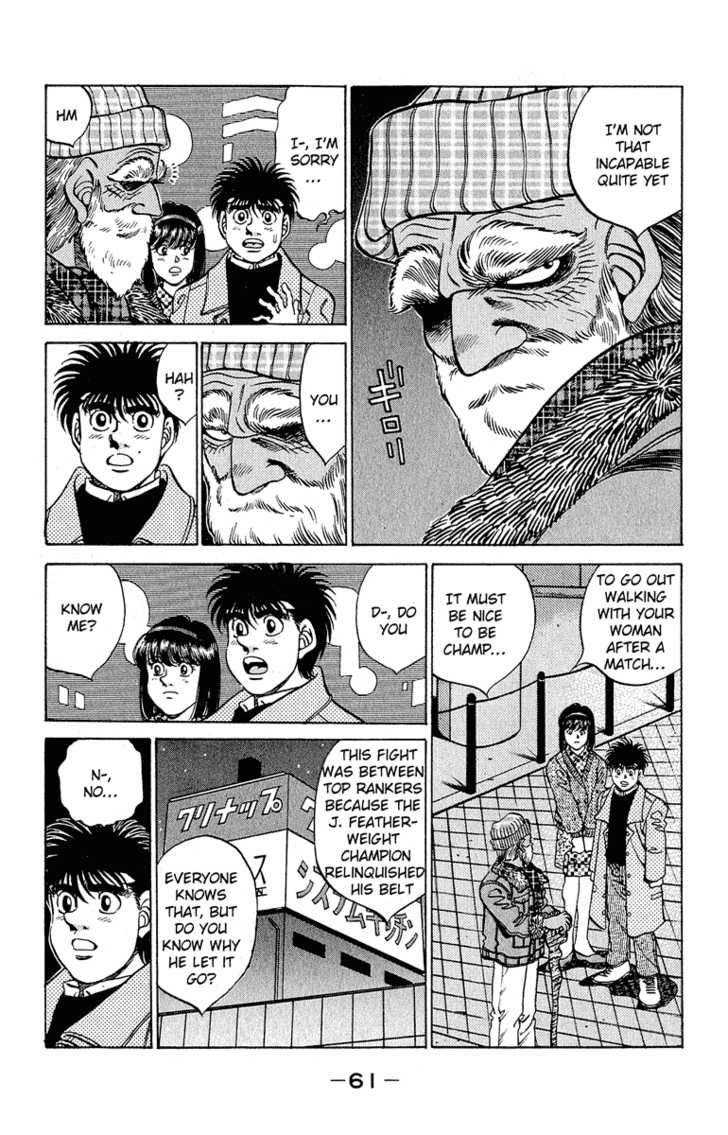 I'M NOT
THAT
INCAPABLE
QUITE YET
ギロリ
I-, I'M
SORRY
...
HM
YOU
...
HAH
?
TO GO OUT
WALKING
WITH YOUR
WOMAN
AFTER A
MATCH...
IT MUST
BE NICE
TO BE
CHAMP...
D-, DO
YOU
KNOW
ME?
THIS FIGHT
WAS BETWEEN
TOP RANKERS
BECAUSE THE
J. FEATHER-
WEIGHT
CHAMPION
RELINQUISHED
HIS BELT
クリナップ
ス
システムキッチン
EVERYONE
KNOWS
THAT, BUT
DO YOU
KNOW WHY
HE LET IT
GO?
N-,
NO...
—61—